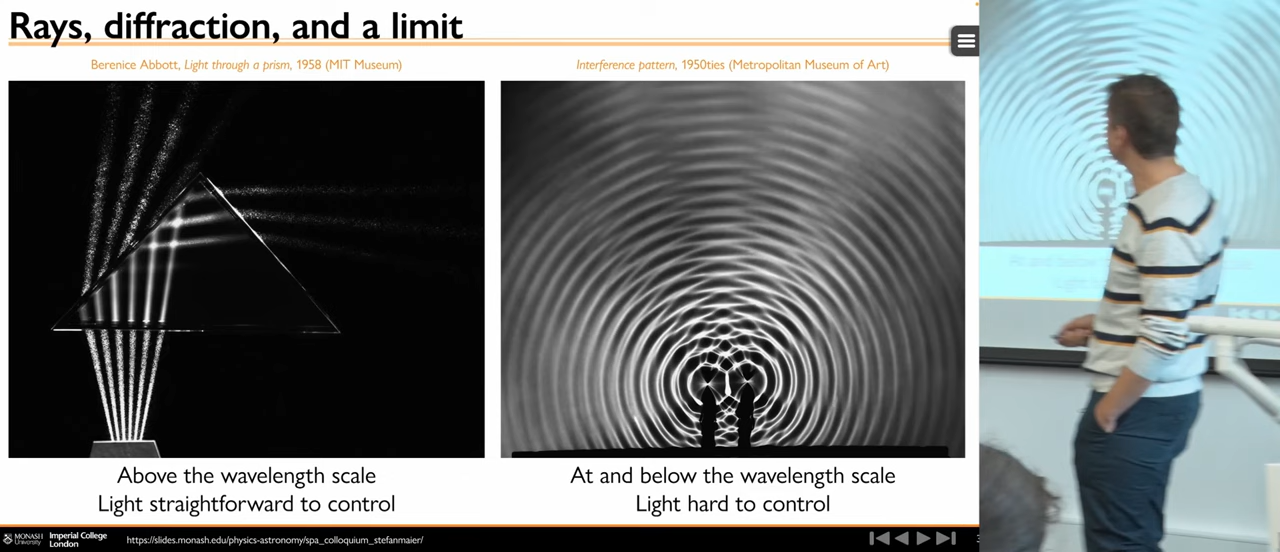 Rays, diffraction, and a limit
Berenice Abbott, Light through a prism, 1958 (MIT Museum)
Interference pattern, 1950ties (Metropolitan Museum of Art)
Above the wavelength scale
Light straightforward to control
At and below the wavelength scale
Light hard to control
MONASH University
Imperial College London
https://slides.monash.edu/physics-astronomy/spa_colloquium_stefanmaier/